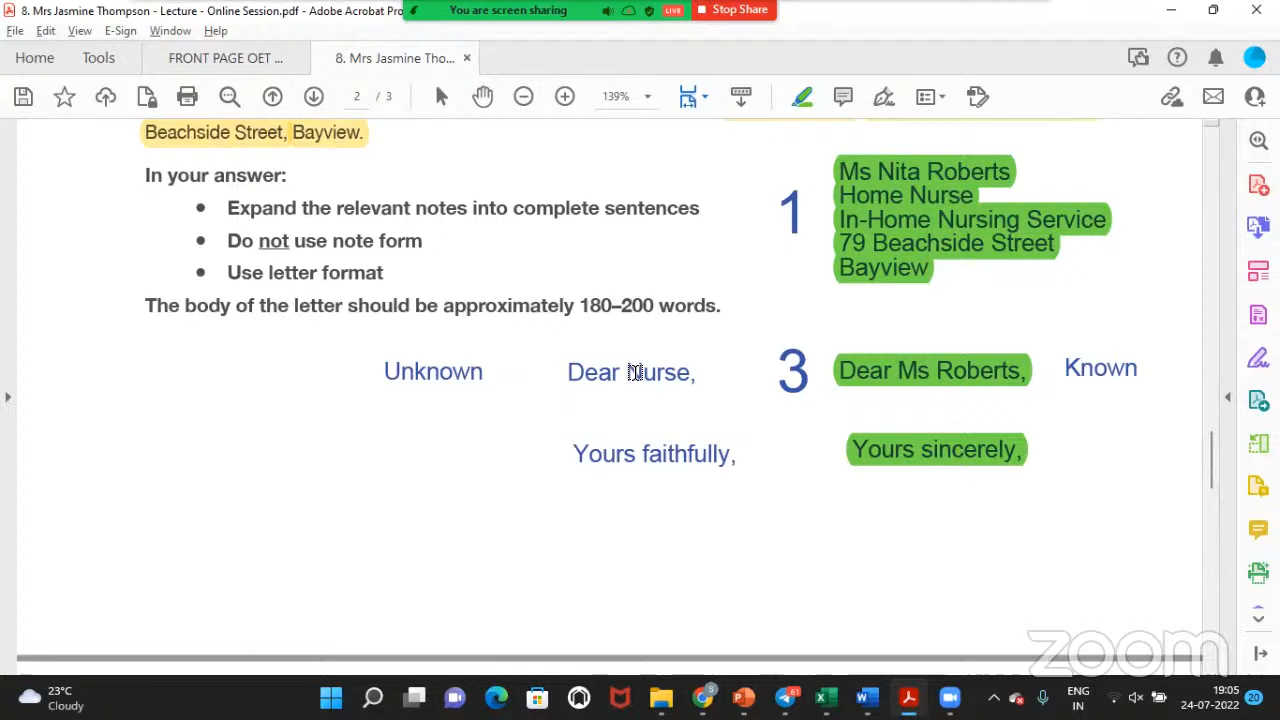 8. Mrs Jasmine Thompson - Lecture - Online Session.pdf - Adobe Acrobat Pro
You are screen sharing
LIVE
Stop Share
File Edit View E-Sign Window Help
Home Tools FRONT PAGE OET ... 8. Mrs Jasmine Tho... ×
2 / 3 139%
Beachside Street, Bayview.
In your answer:
• Expand the relevant notes into complete sentences
• Do not use note form
• Use letter format
The body of the letter should be approximately 180–200 words.
1
Ms Nita Roberts
Home Nurse
In-Home Nursing Service
79 Beachside Street
Bayview
Unknown Dear Nurse, 3 Dear Ms Roberts, Known
Yours faithfully, Yours sincerely,
zoom
23°C
Cloudy
S
61
ENG
IN
19:05
24-07-2022
20